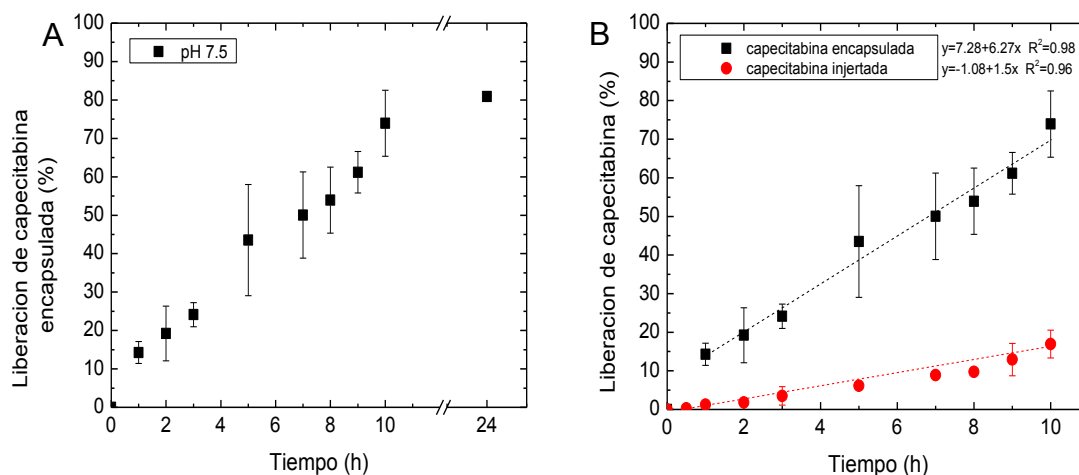 A
pH 7.5
100
90
80
70
60
50
40
30
20
10
0
Liberacion de capecitabina
encapsulada (%)
0 2 4 6 8 10 24
Tiempo (h)
B
capecitabina encapsulada y=7.28+6.27x R²=0.98
capecitabina injertada y=-1.08+1.5x R²=0.96
100
90
80
70
60
50
40
30
20
10
0
Liberacion de capecitabina (%)
0 2 4 6 8 10
Tiempo (h)